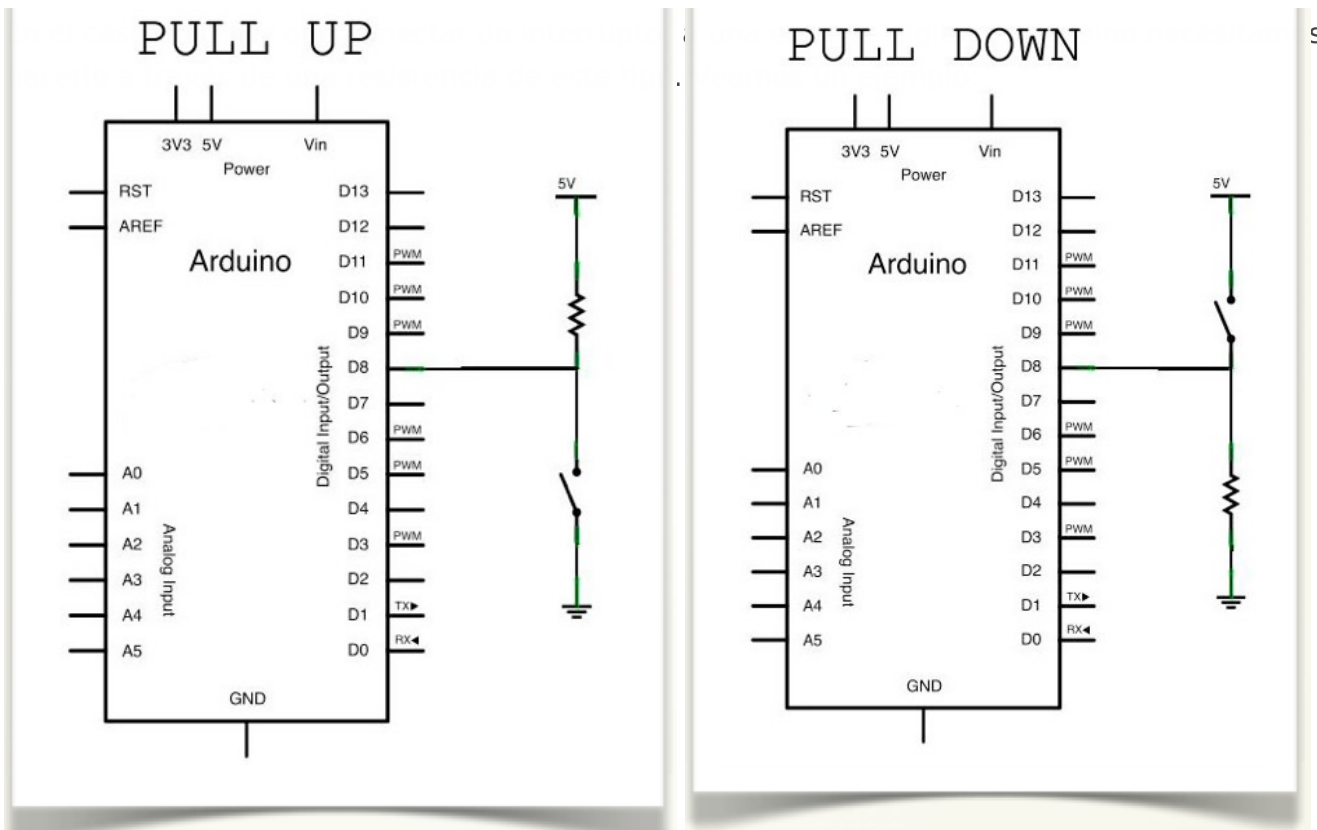 PULL UP
3V3 5V Vin
Power
RST D13
AREF D12
Arduino
D11 PWM
D10 PWM
D9 PWM
D8
D7
D6 PWM
A0 D5 PWM
A1 D4
A2 D3 PWM
A3 D2
A4 D1 TX
A5 D0 RX
Digital Input/Output
Analog Input
GND
5V
PULL DOWN
3V3 5V Vin
Power
RST D13
AREF D12
Arduino
D11 PWM
D10 PWM
D9 PWM
D8
D7
D6 PWM
A0 D5 PWM
A1 D4
A2 D3 PWM
A3 D2
A4 D1 TX
A5 D0 RX
Digital Input/Output
Analog Input
GND
5V